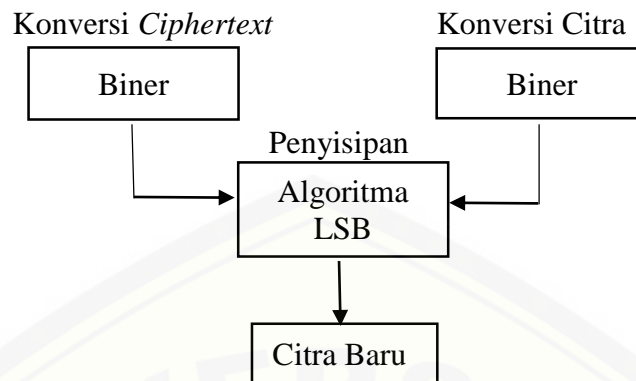 Konversi Ciphertext
Konversi Citra
Biner
Biner
Penyisipan
Algoritma
LSB
Citra Baru